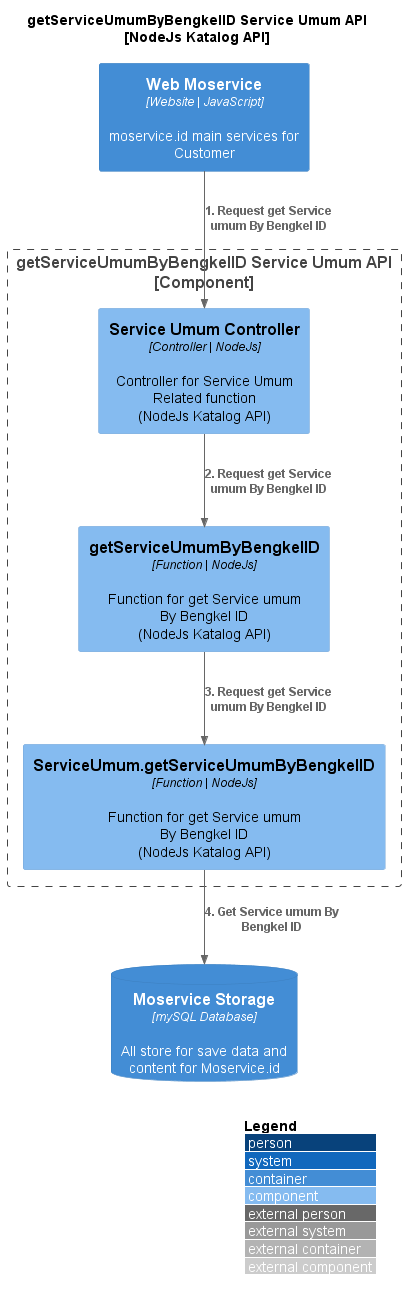 getServiceUmumByBengkelID Service Umum API
[NodeJs Katalog API]
Web Moservice
[Website | JavaScript]
moservice.id main services for
Customer
1. Request get Service
umum By Bengkel ID
getServiceUmumByBengkelID Service Umum API
[Component]
Service Umum Controller
[Controller | NodeJs]
Controller for Service Umum
Related function
(NodeJs Katalog API)
2. Request get Service
umum By Bengkel ID
getServiceUmumByBengkelID
[Function | NodeJs]
Function for get Service umum
By Bengkel ID
(NodeJs Katalog API)
3. Request get Service
umum By Bengkel ID
ServiceUmum.getServiceUmumByBengkelID
[Function | NodeJs]
Function for get Service umum
By Bengkel ID
(NodeJs Katalog API)
4. Get Service umum By
Bengkel ID
Moservice Storage
[mySQL Database]
All store for save data and
content for Moservice.id
Legend
person
system
container
component
external person
external system
external container
external component